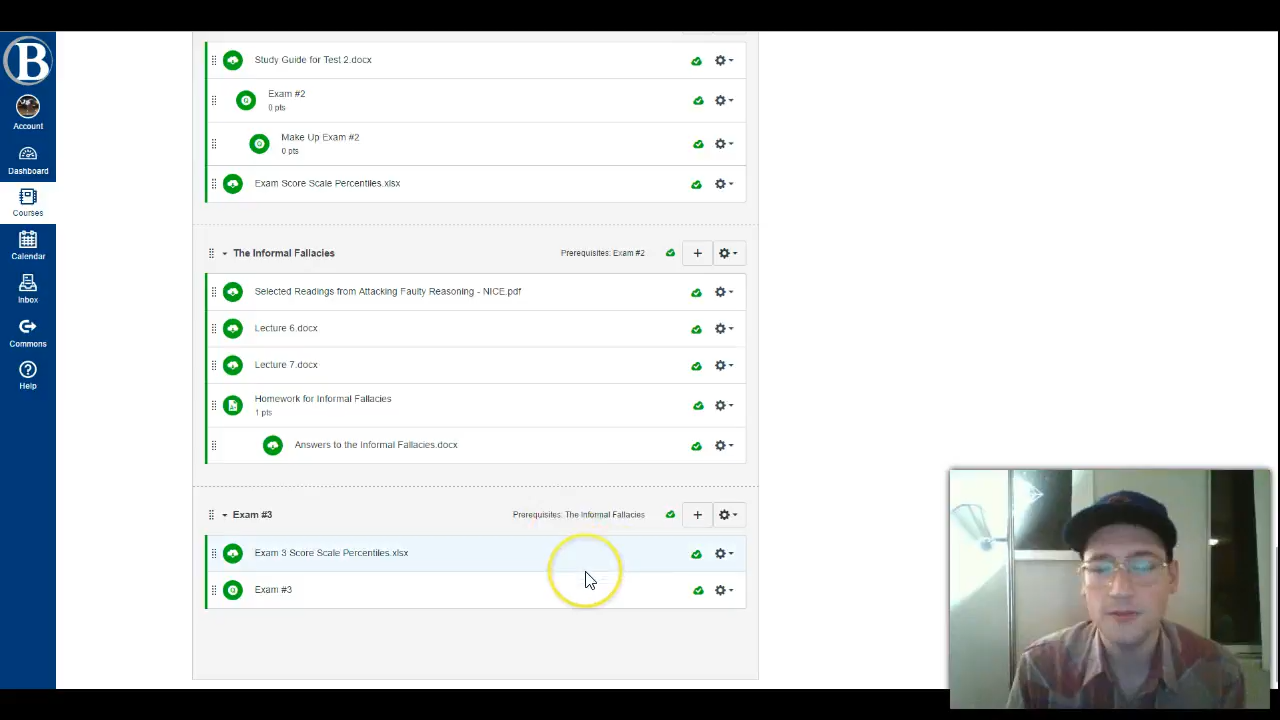 B
Account
Dashboard
Courses
Calendar
Inbox
Commons
Help
Study Guide for Test 2.docx
Exam #2
0 pts
Make Up Exam #2
0 pts
Exam Score Scale Percentiles.xlsx
The Informal Fallacies
Prerequisites: Exam #2
Selected Readings from Attacking Faulty Reasoning - NICE.pdf
Lecture 6.docx
Lecture 7.docx
Homework for Informal Fallacies
1 pts
Answers to the Informal Fallacies.docx
Exam #3
Prerequisites: The Informal Fallacies
Exam 3 Score Scale Percentiles.xlsx
Exam #3